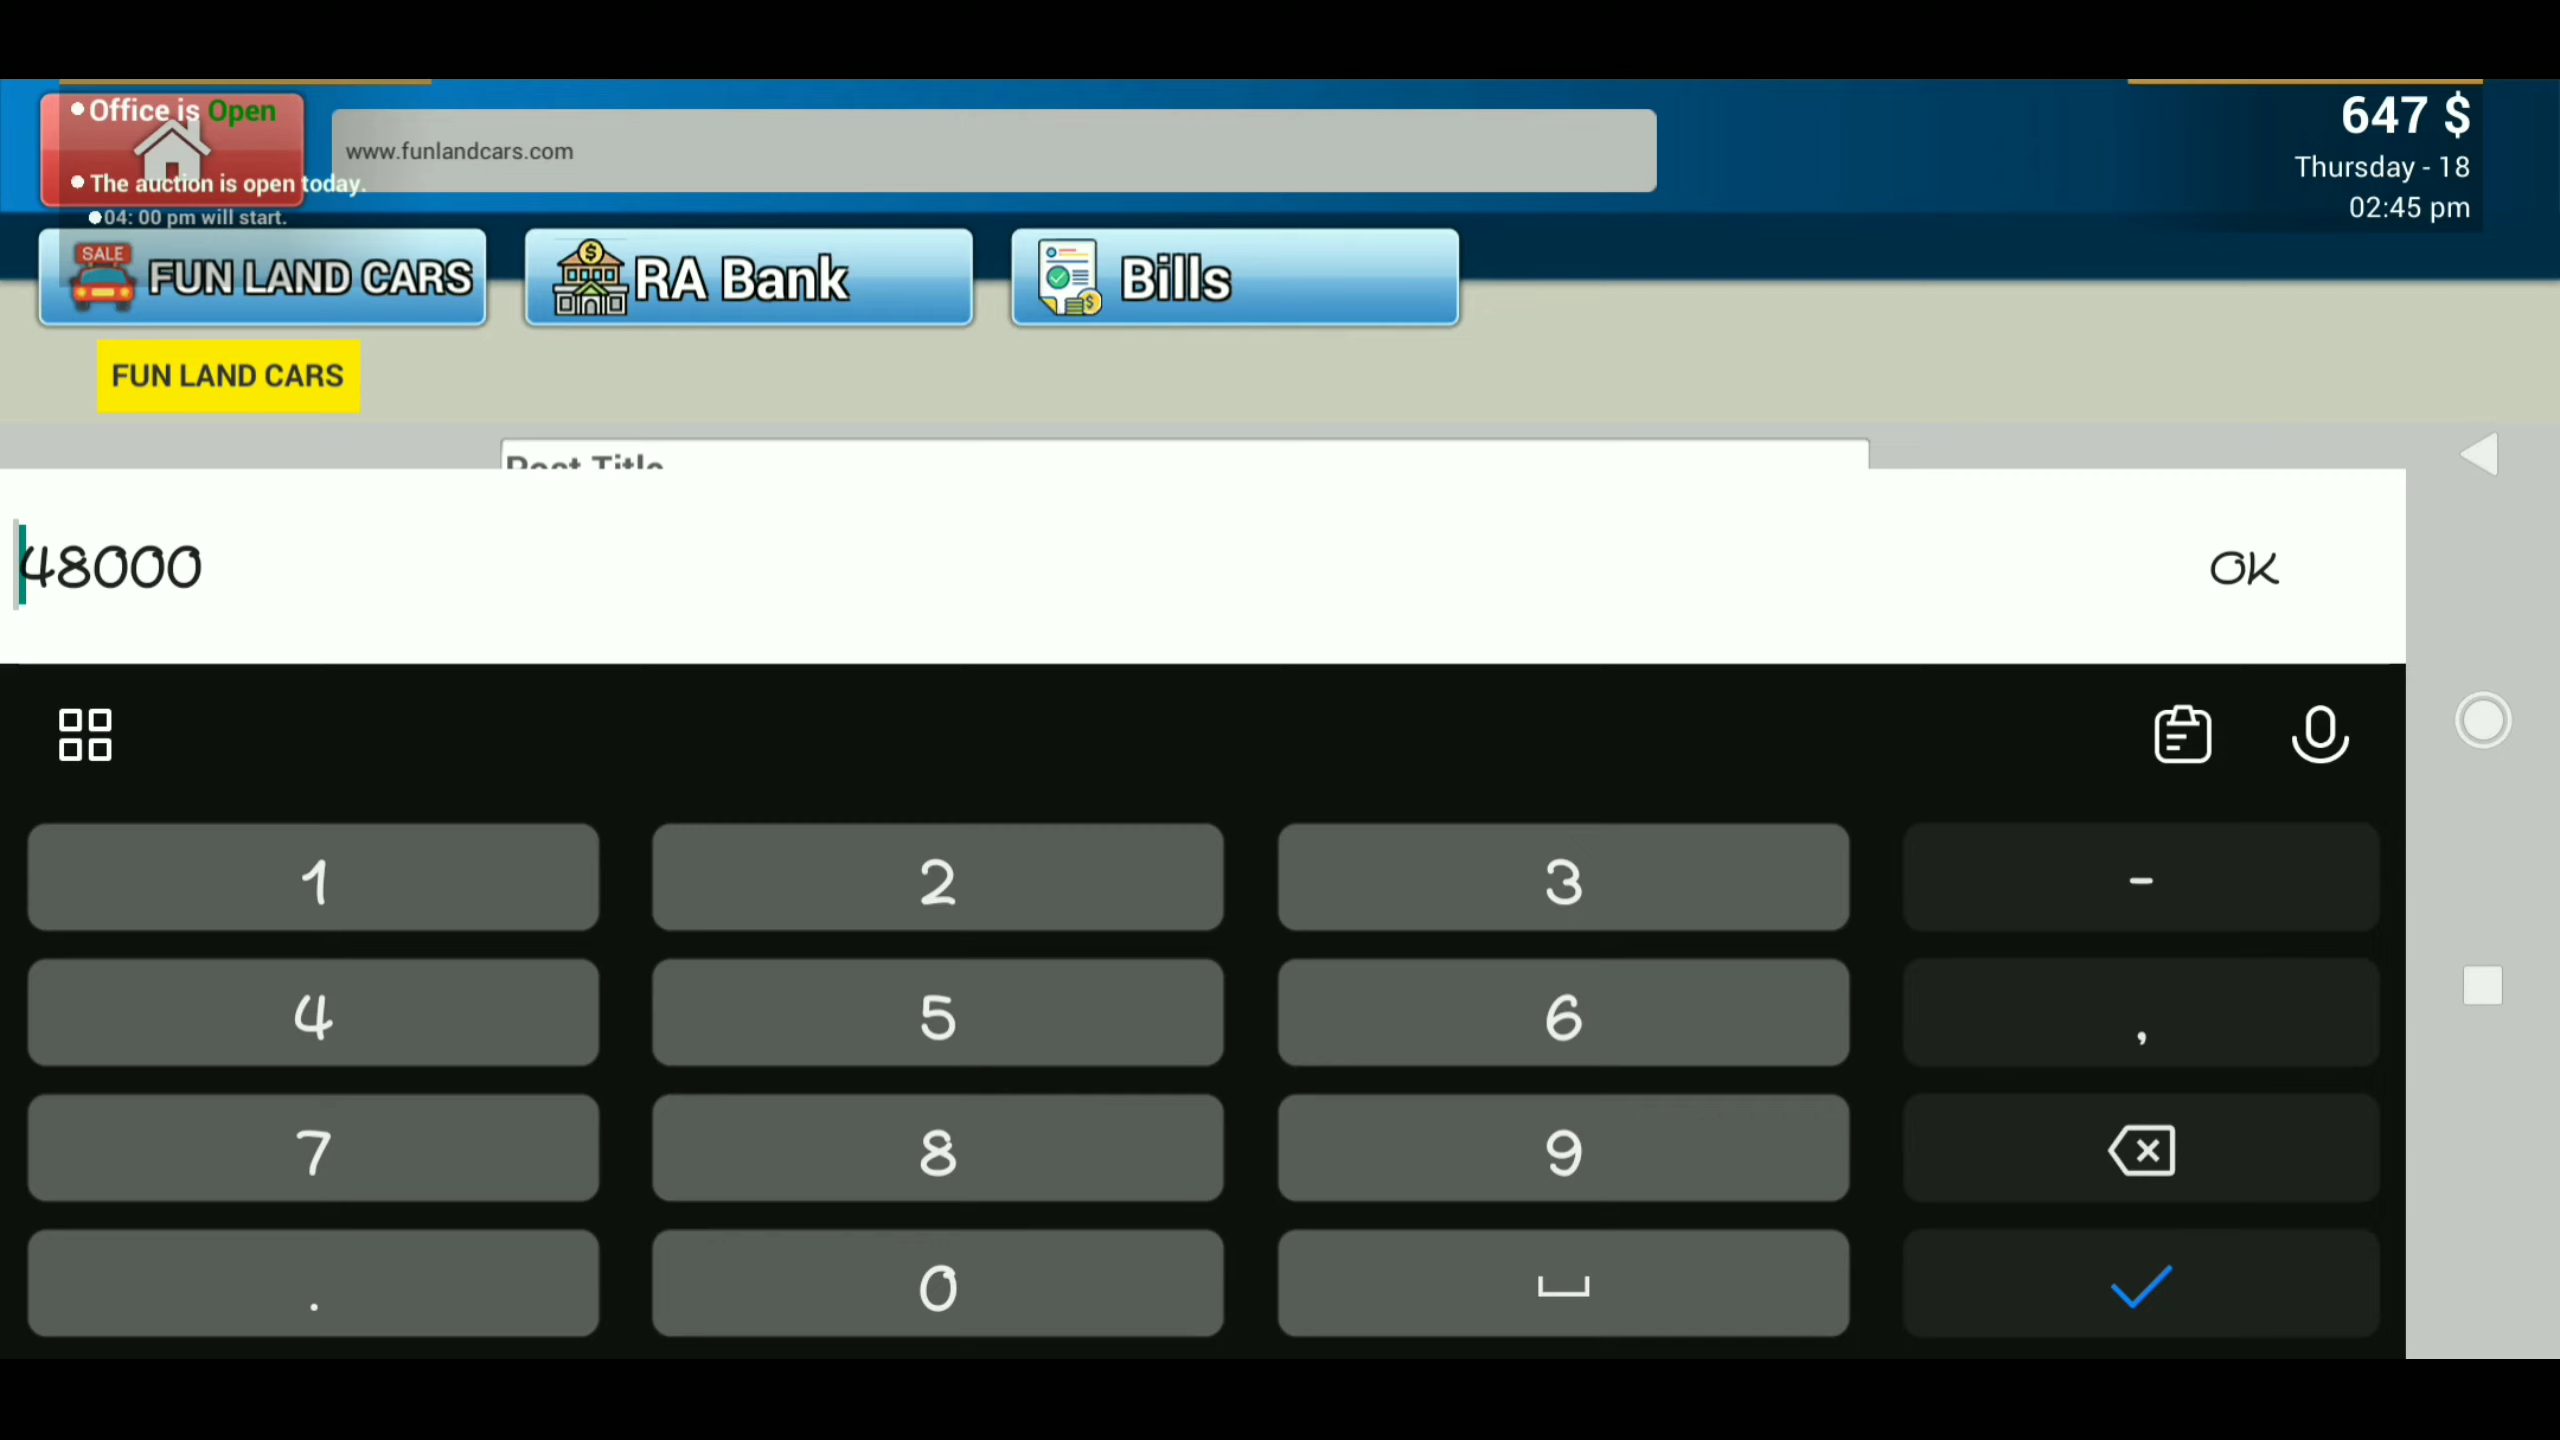 Office is Open
The auction is open today.
04: 00 pm will start.
www.funlandcars.com
647 $
Thursday - 18
02:45 pm
SALE
FUN LAND CARS
RA Bank
Bills
FUN LAND CARS
Post Title
48000
OK
1 2 3 -
4 5 6 ,
7 8 9
. 0